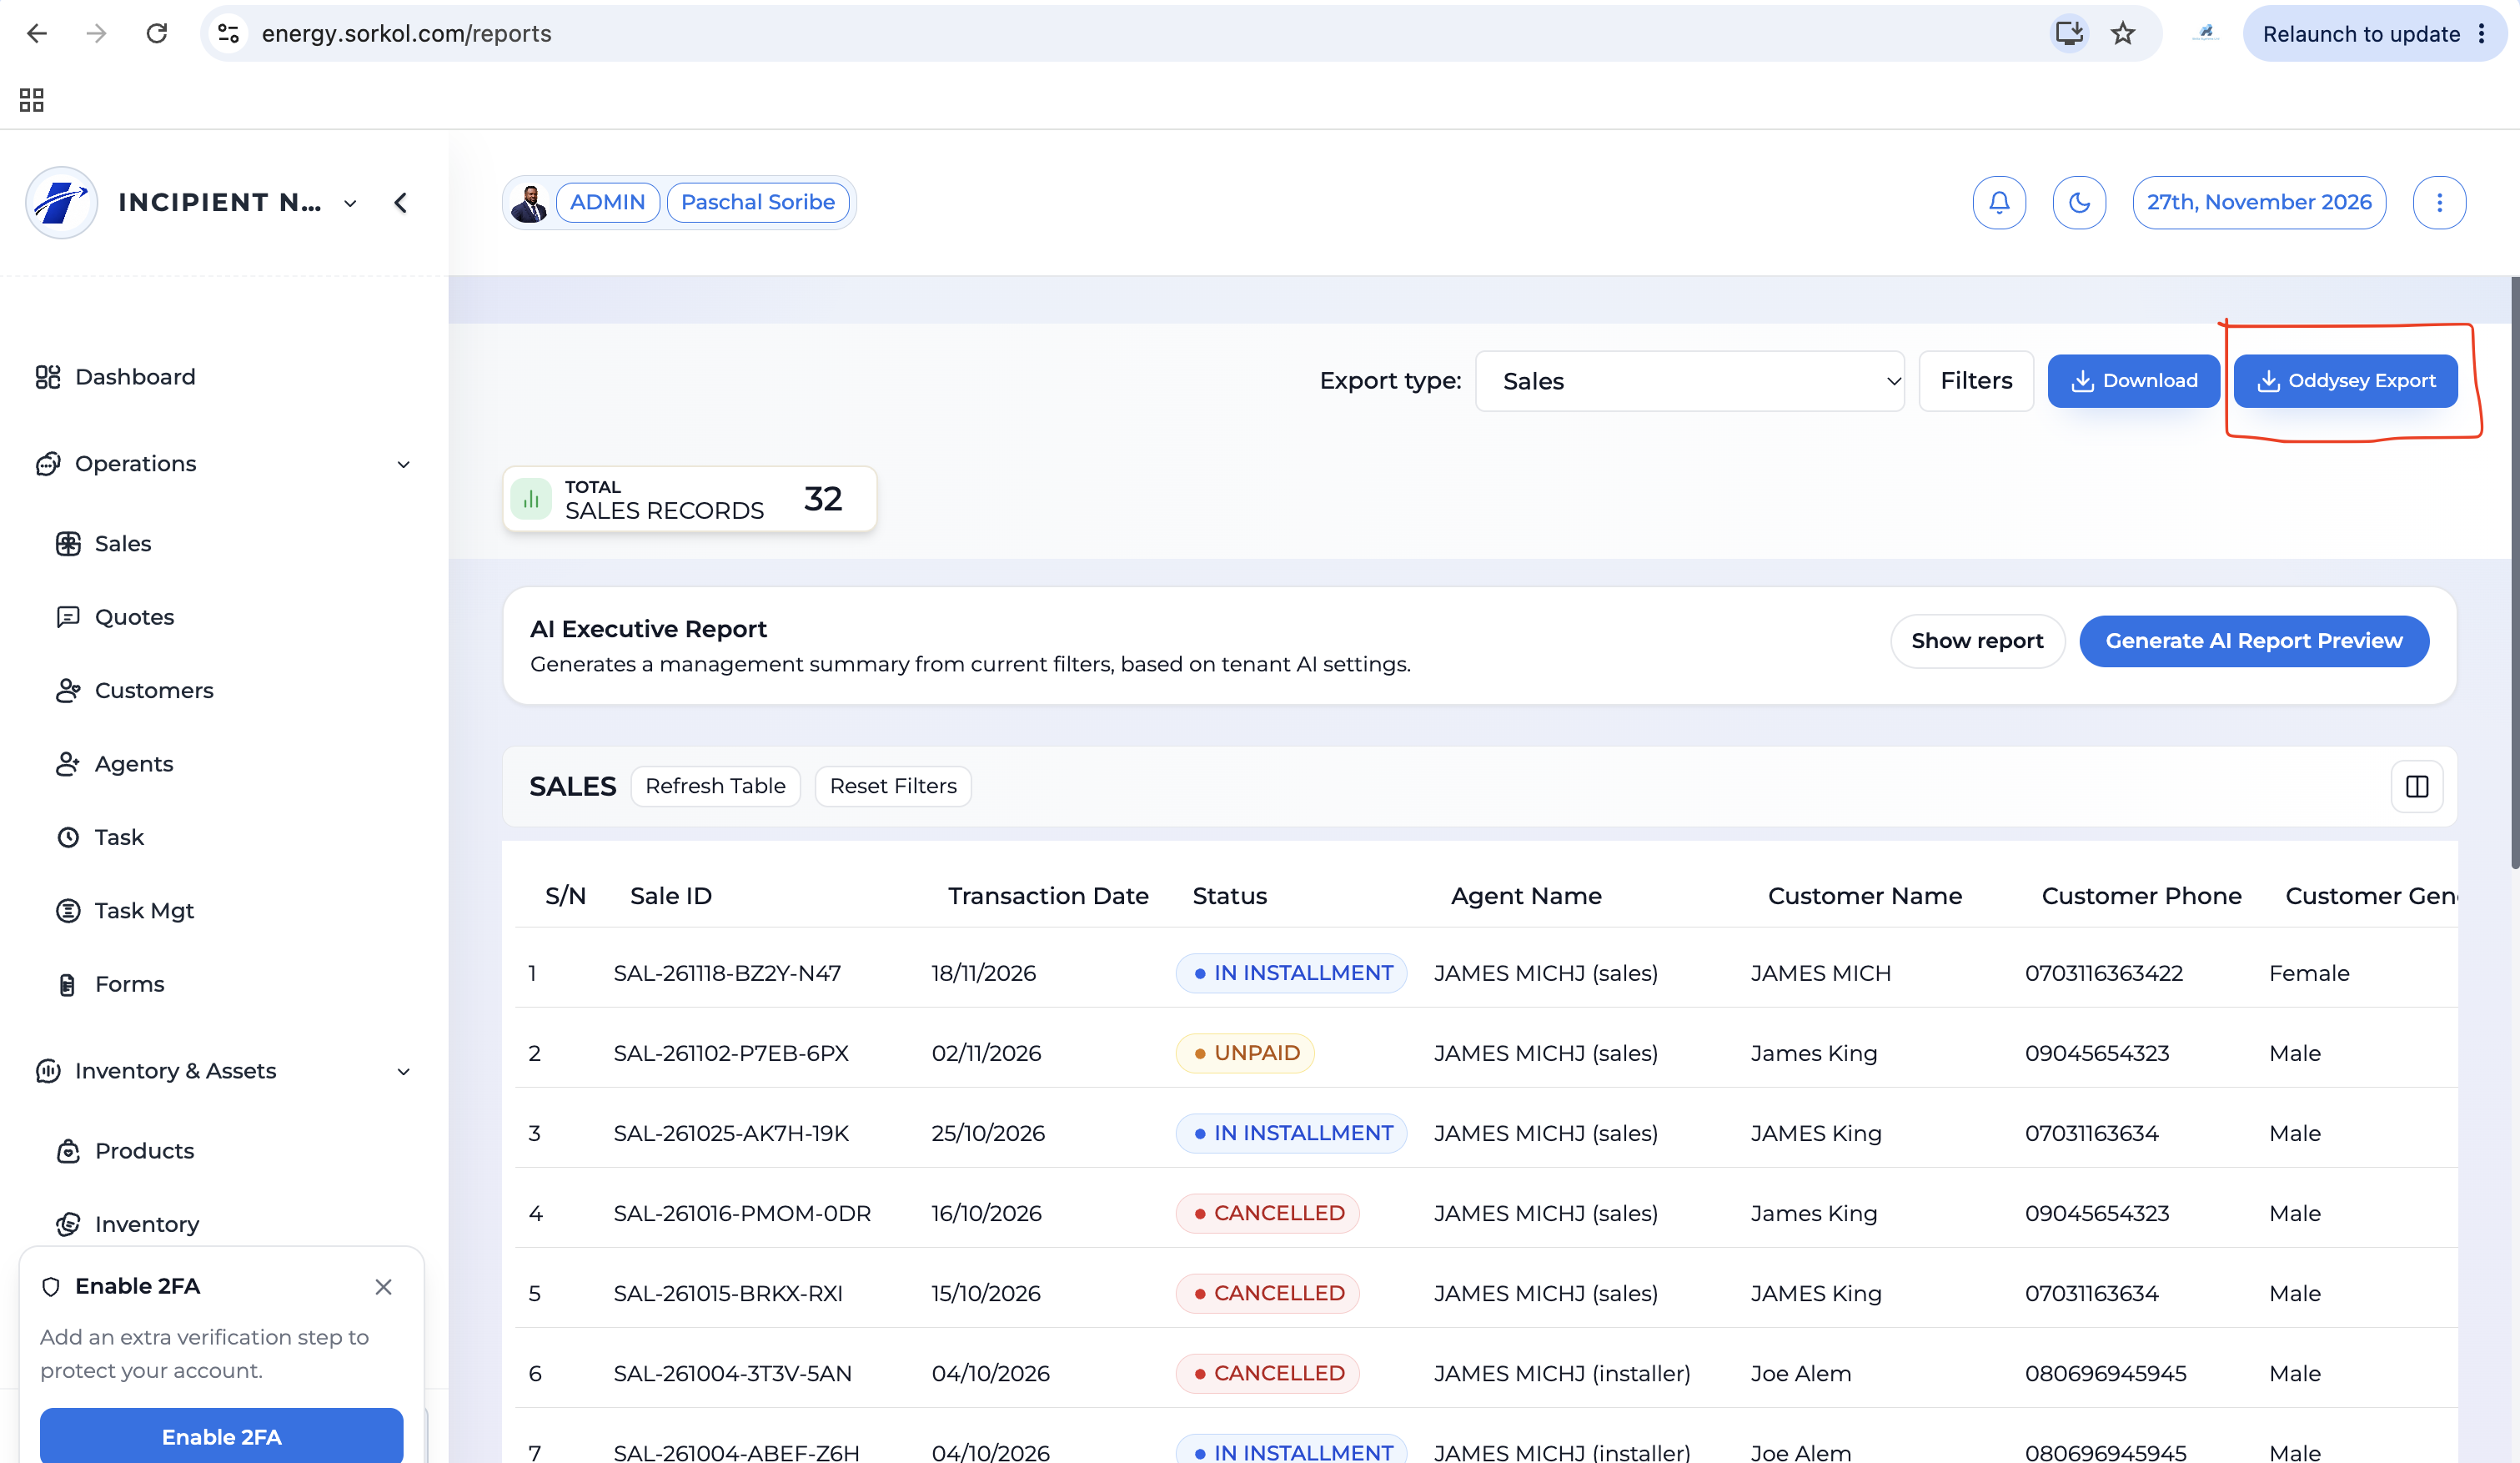 energy.sorkol.com/reports
Relaunch to update
INCIPIENT N...
ADMIN
Paschal Soribe
27th, November 2026
Dashboard
Operations
Sales
Quotes
Customers
Agents
Task
Task Mgt
Forms
Inventory & Assets
Products
Inventory
Enable 2FA
Add an extra verification step to
protect your account.
Enable 2FA
Export type:
Sales
Filters
Download
Oddysey Export
TOTAL
SALES RECORDS
32
AI Executive Report
Generates a management summary from current filters, based on tenant AI settings.
Show report
Generate AI Report Preview
SALES
Refresh Table
Reset Filters
S/N Sale ID Transaction Date Status Agent Name Customer Name Customer Phone Customer Gen
1 SAL-261118-BZ2Y-N47 18/11/2026 IN INSTALLMENT JAMES MICHJ (sales) JAMES MICH 0703116363422 Female
2 SAL-261102-P7EB-6PX 02/11/2026 UNPAID JAMES MICHJ (sales) James King 09045654323 Male
3 SAL-261025-AK7H-19K 25/10/2026 IN INSTALLMENT JAMES MICHJ (sales) JAMES King 07031163634 Male
4 SAL-261016-PMOM-0DR 16/10/2026 CANCELLED JAMES MICHJ (sales) James King 09045654323 Male
5 SAL-261015-BRKX-RXI 15/10/2026 CANCELLED JAMES MICHJ (sales) JAMES King 07031163634 Male
6 SAL-261004-3T3V-5AN 04/10/2026 CANCELLED JAMES MICHJ (installer) Joe Alem 080696945945 Male
7 SAL-261004-ABEF-Z6H 04/10/2026 IN INSTALLMENT JAMES MICHJ (installer) Joe Alem 080696945945 Male